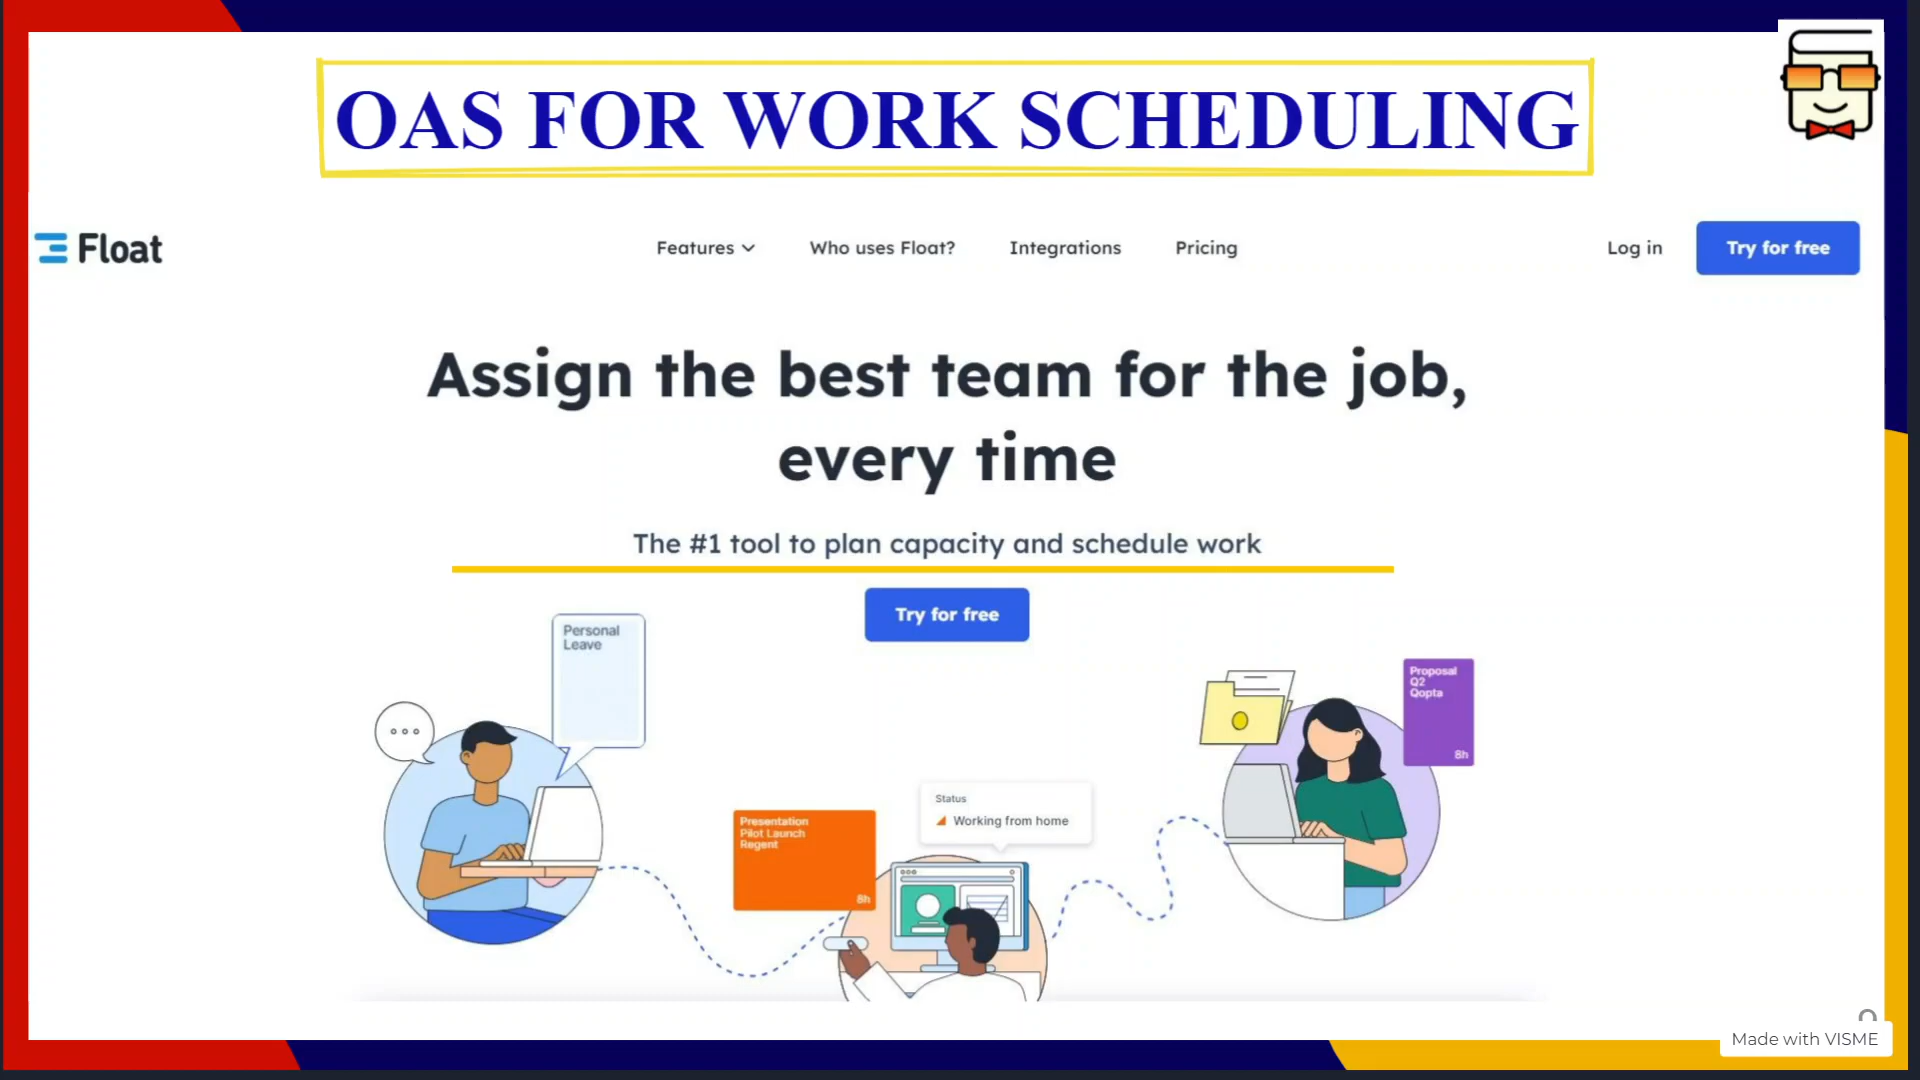 OAS FOR WORK SCHEDULING
Float
Features
Who uses Float?
Integrations
Pricing
Log in
Try for free
Assign the best team for the job,
every time
The #1 tool to plan capacity and schedule work
Try for free
Personal
Leave
Proposal
Q2
Qopta
8h
Status
Working from home
Presentation
Pilot Launch
Regent
8h
Made with VISME